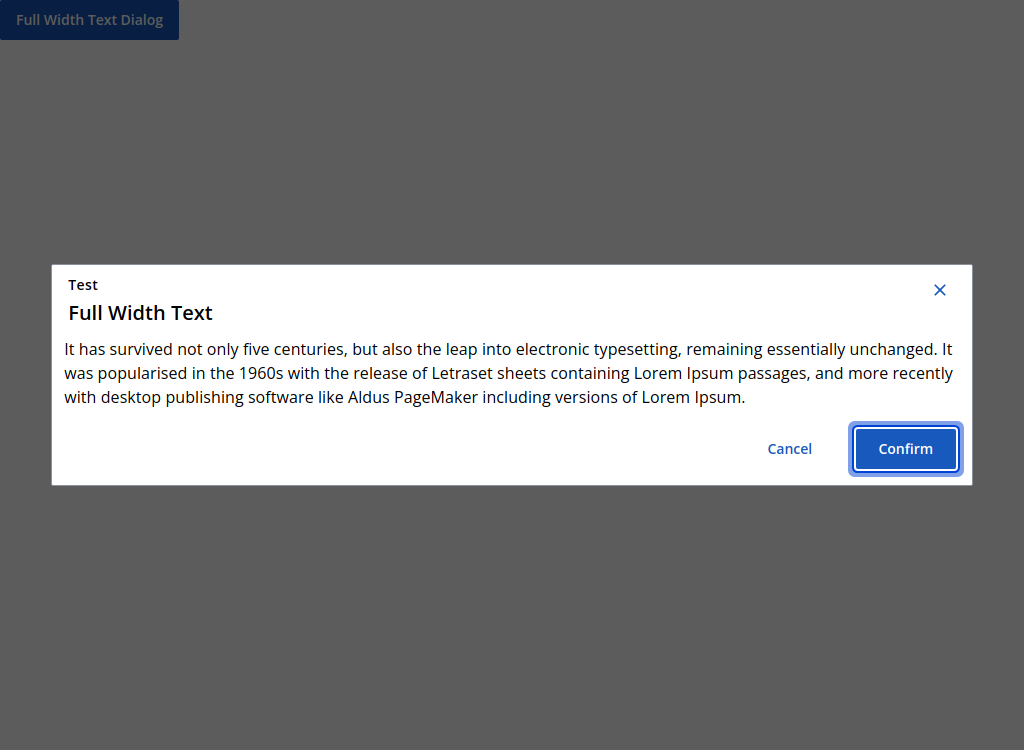 Full Width Text Dialog
Test
Full Width Text
It has survived not only five centuries, but also the leap into electronic typesetting, remaining essentially unchanged. It
was popularised in the 1960s with the release of Letraset sheets containing Lorem Ipsum passages, and more recently
with desktop publishing software like Aldus PageMaker including versions of Lorem Ipsum.
Cancel
Confirm